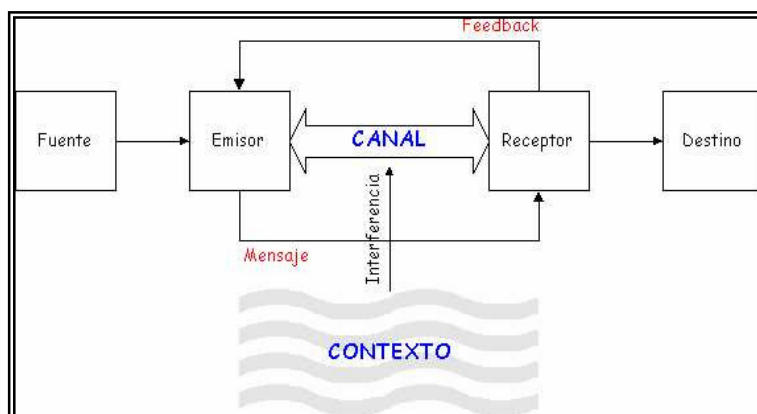 Feedback
Fuente
Emisor
CANAL
Receptor
Destino
Mensaje
Interferencia
CONTEXTO